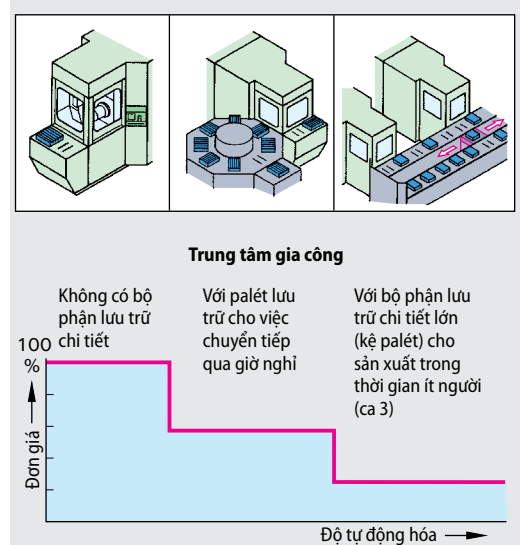 Trung tâm gia công
Không có bộ
phận lưu trữ
chi tiết
Với palét lưu
trữ cho việc
chuyển tiếp
qua giờ nghỉ
Với bộ phận lưu
trữ chi tiết lớn
(kệ palét) cho
sản xuất trong
thời gian ít người
(ca 3)
100
%
Đơn giá
Độ tự động hóa